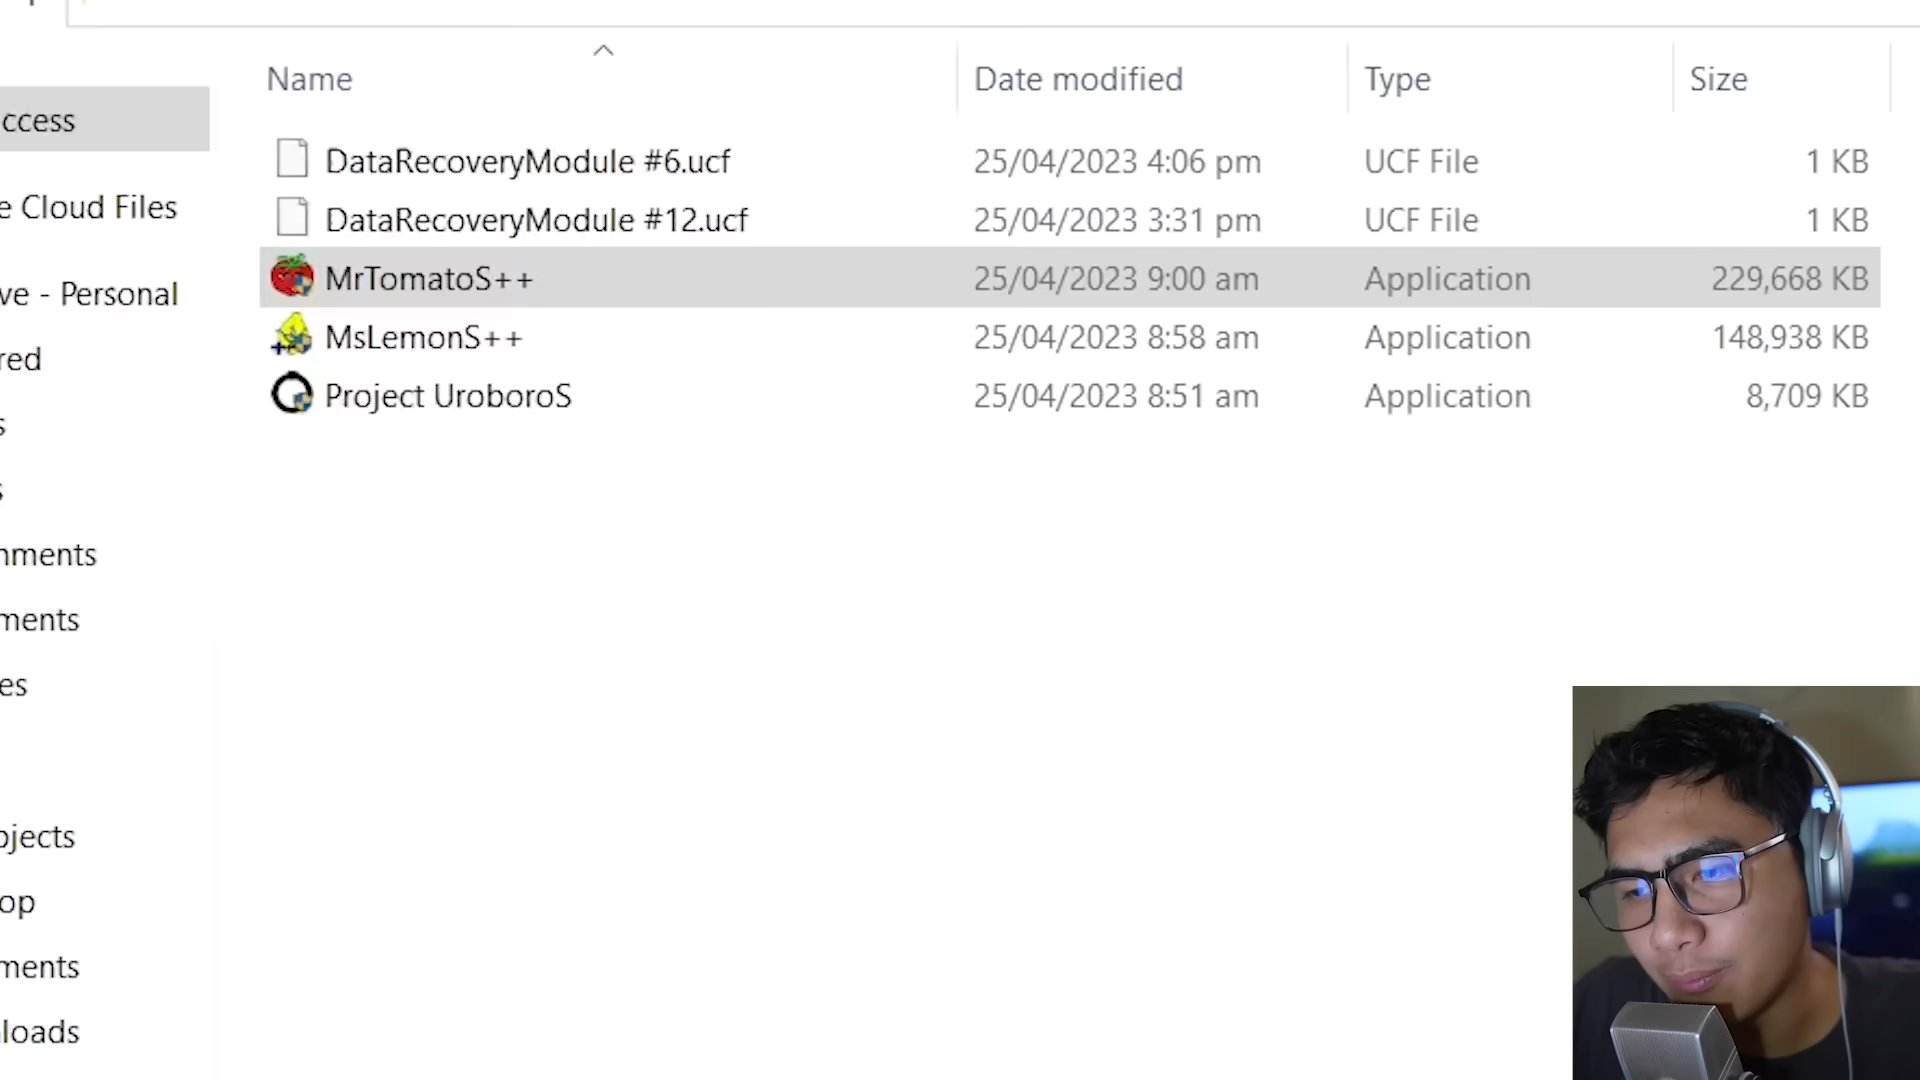 Name Date modified Type Size
ccess
DataRecoveryModule #6.ucf 25/04/2023 4:06 pm UCF File 1 KB
e Cloud Files
DataRecoveryModule #12.ucf 25/04/2023 3:31 pm UCF File 1 KB
MrTomatoS++ 25/04/2023 9:00 am Application 229,668 KB
ve - Personal
MsLemonS++ 25/04/2023 8:58 am Application 148,938 KB
red
Project UroboroS 25/04/2023 8:51 am Application 8,709 KB
s
s
hments
ments
es
bjects
op
ments
loads